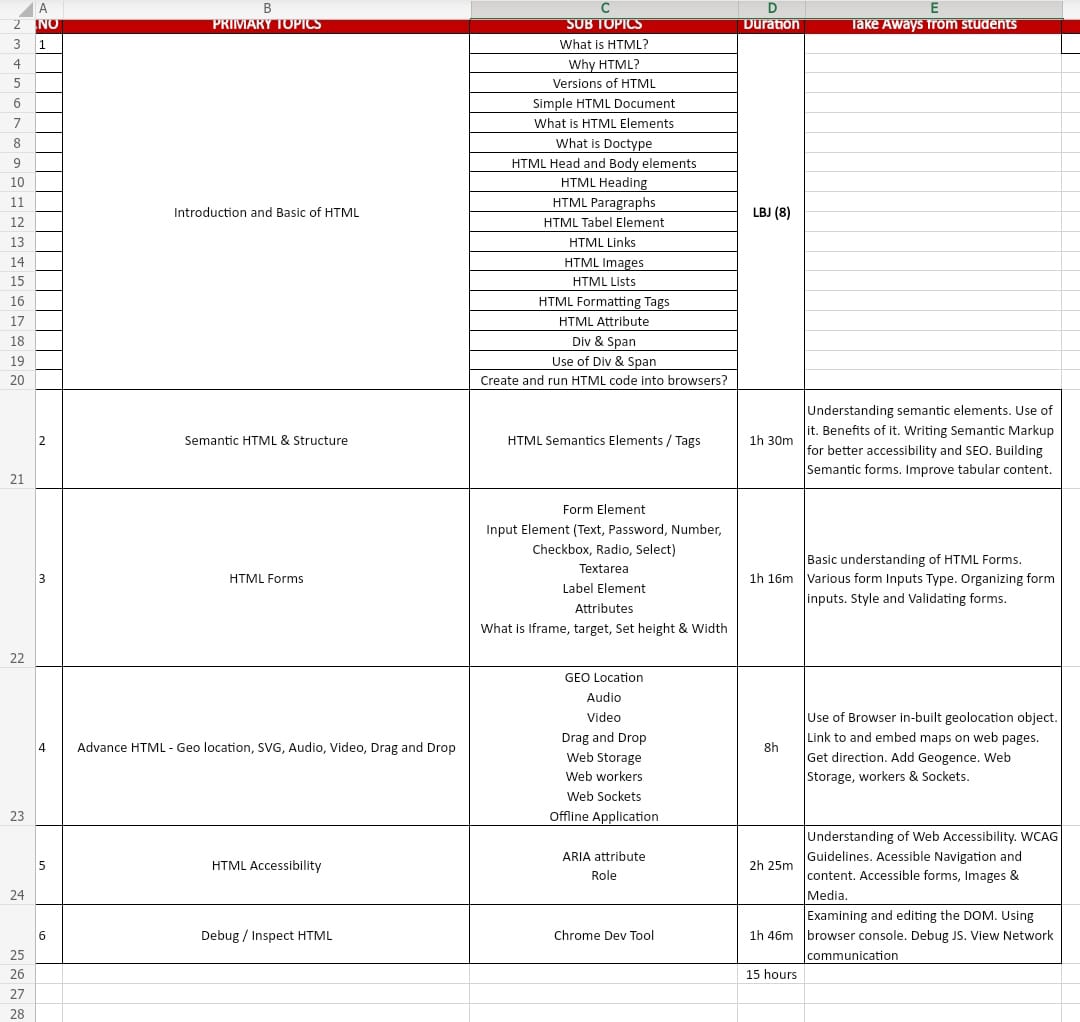 A B C D E
2 NO PRIMARY TOPICS SUB TOPICS Duration Take Aways from students
3 1 What is HTML?
4 Why HTML?
5 Versions of HTML
6 Simple HTML Document
7 What is HTML Elements
8 What is Doctype
9 HTML Head and Body elements
10 HTML Heading
11 HTML Paragraphs
12 Introduction and Basic of HTML HTML Tabel Element LBJ (8)
13 HTML Links
14 HTML Images
15 HTML Lists
16 HTML Formatting Tags
17 HTML Attribute
18 Div & Span
19 Use of Div & Span
20 Create and run HTML code into browsers?
21
2
Semantic HTML & Structure
HTML Semantics Elements / Tags
1h 30m
Understanding semantic elements. Use of
it. Benefits of it. Writing Semantic Markup
for better accessibility and SEO. Building
Semantic forms. Improve tabular content.
22
3
HTML Forms
Form Element
Input Element (Text, Password, Number,
Checkbox, Radio, Select)
Textarea
Label Element
Attributes
What is Iframe, target, Set height & Width
1h 16m
Basic understanding of HTML Forms.
Various form Inputs Type. Organizing form
inputs. Style and Validating forms.
23
4
Advance HTML - Geo location, SVG, Audio, Video, Drag and Drop
GEO Location
Audio
Video
Drag and Drop
Web Storage
Web workers
Web Sockets
Offline Application
8h
Use of Browser in-built geolocation object.
Link to and embed maps on web pages.
Get direction. Add Geogence. Web
Storage, workers & Sockets.
24
5
HTML Accessibility
ARIA attribute
Role
2h 25m
Understanding of Web Accessibility. WCAG
Guidelines. Acessible Navigation and
content. Accessible forms, Images &
Media.
25
6
Debug / Inspect HTML
Chrome Dev Tool
1h 46m
Examining and editing the DOM. Using
browser console. Debug JS. View Network
communication
26 15 hours
27
28